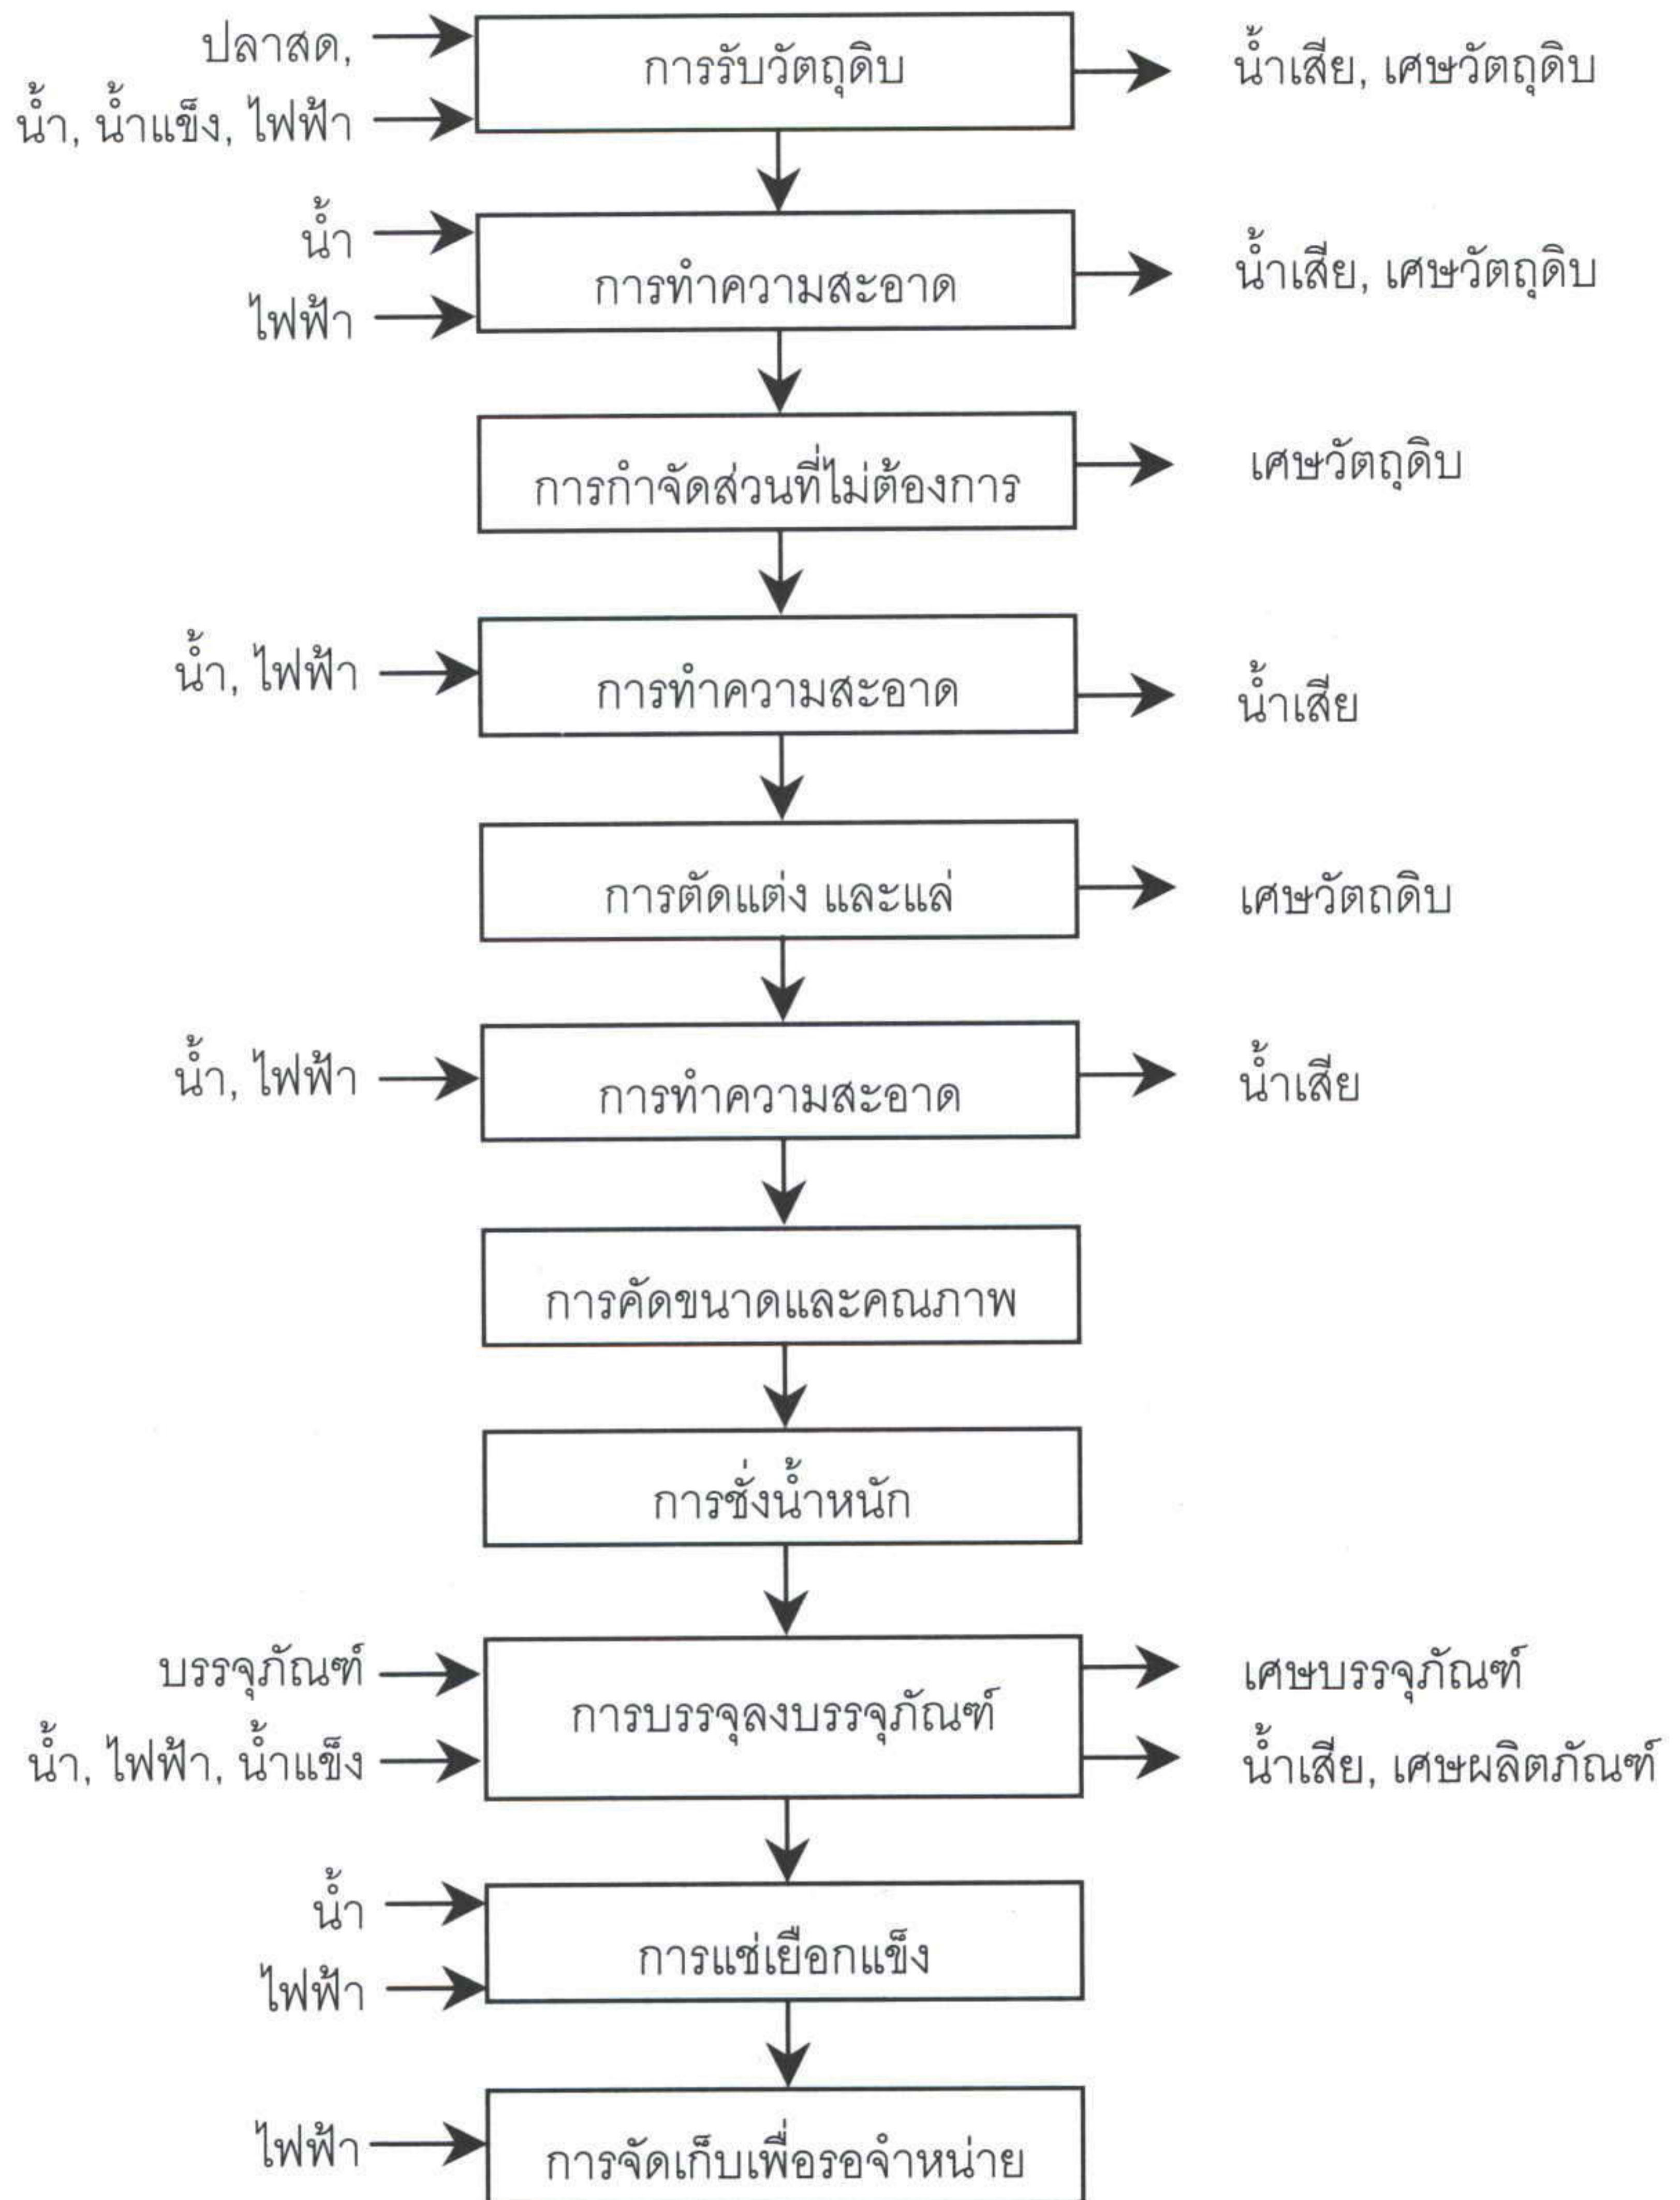 ปลาสด,
น้ำ, น้ำแข็ง, ไฟฟ้า
การรับวัตถุดิบ
น้ำเสีย, เศษวัตถุดิบ
น้ำ
ไฟฟ้า
การทำความสะอาด
น้ำเสีย, เศษวัตถุดิบ
การกำจัดส่วนที่ไม่ต้องการ
เศษวัตถุดิบ
น้ำ, ไฟฟ้า
การทำความสะอาด
น้ำเสีย
การตัดแต่ง และแล่
เศษวัตถดิบ
น้ำ, ไฟฟ้า
การทำความสะอาด
น้ำเสีย
การคัดขนาดและคณภาพ
การชั่งน้ำหนัก
บรรจุภัณฑ์
น้ำ, ไฟฟ้า, น้ำแข็ง
การบรรจุลงบรรจุภัณฑ์
เศษบรรจุภัณฑ์
น้ำเสีย, เศษผลิตภัณฑ์
น้ำ
ไฟฟ้า
การแช่เยือกแข็ง
ไฟฟ้า
การจัดเก็บเพื่อรอจำหน่าย